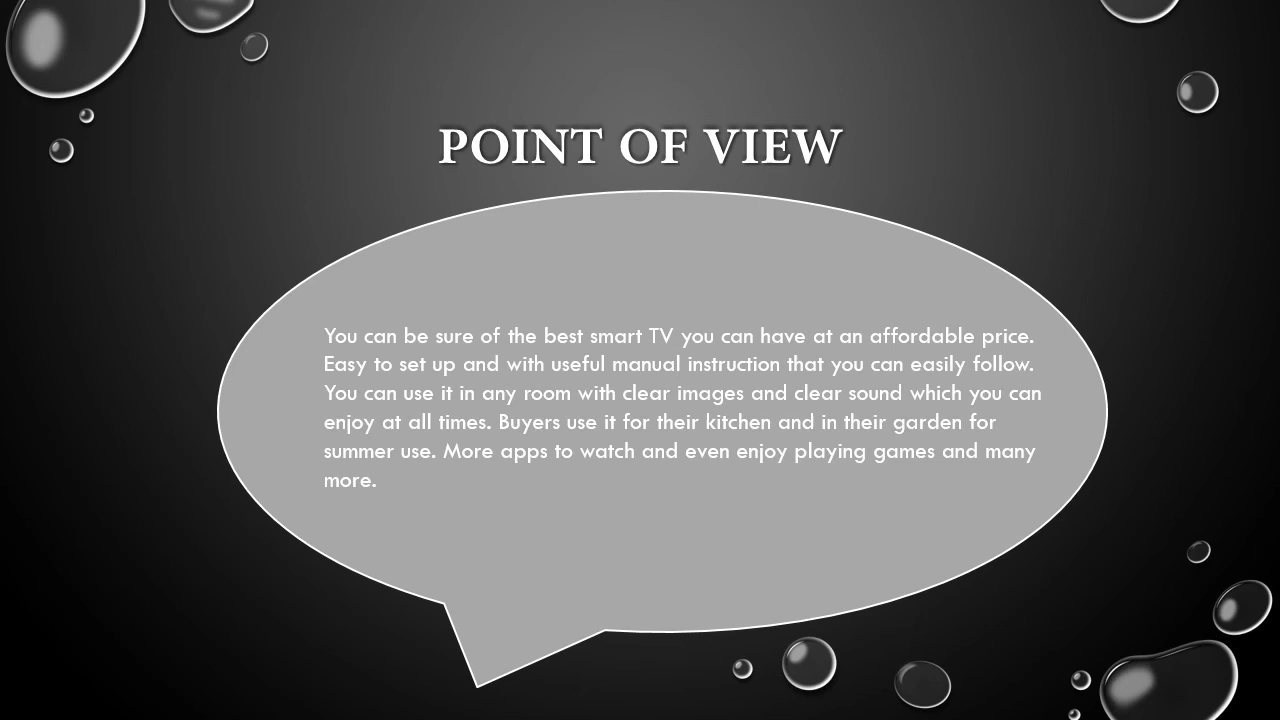 POINT OF VIEW
You can be sure of the best smart TV you can have at an affordable price.
Easy to set up and with useful manual instruction that you can easily follow.
You can use it in any room with clear images and clear sound which you can
enjoy at all times. Buyers use it for their kitchen and in their garden for
summer use. More apps to watch and even enjoy playing games and many
more.